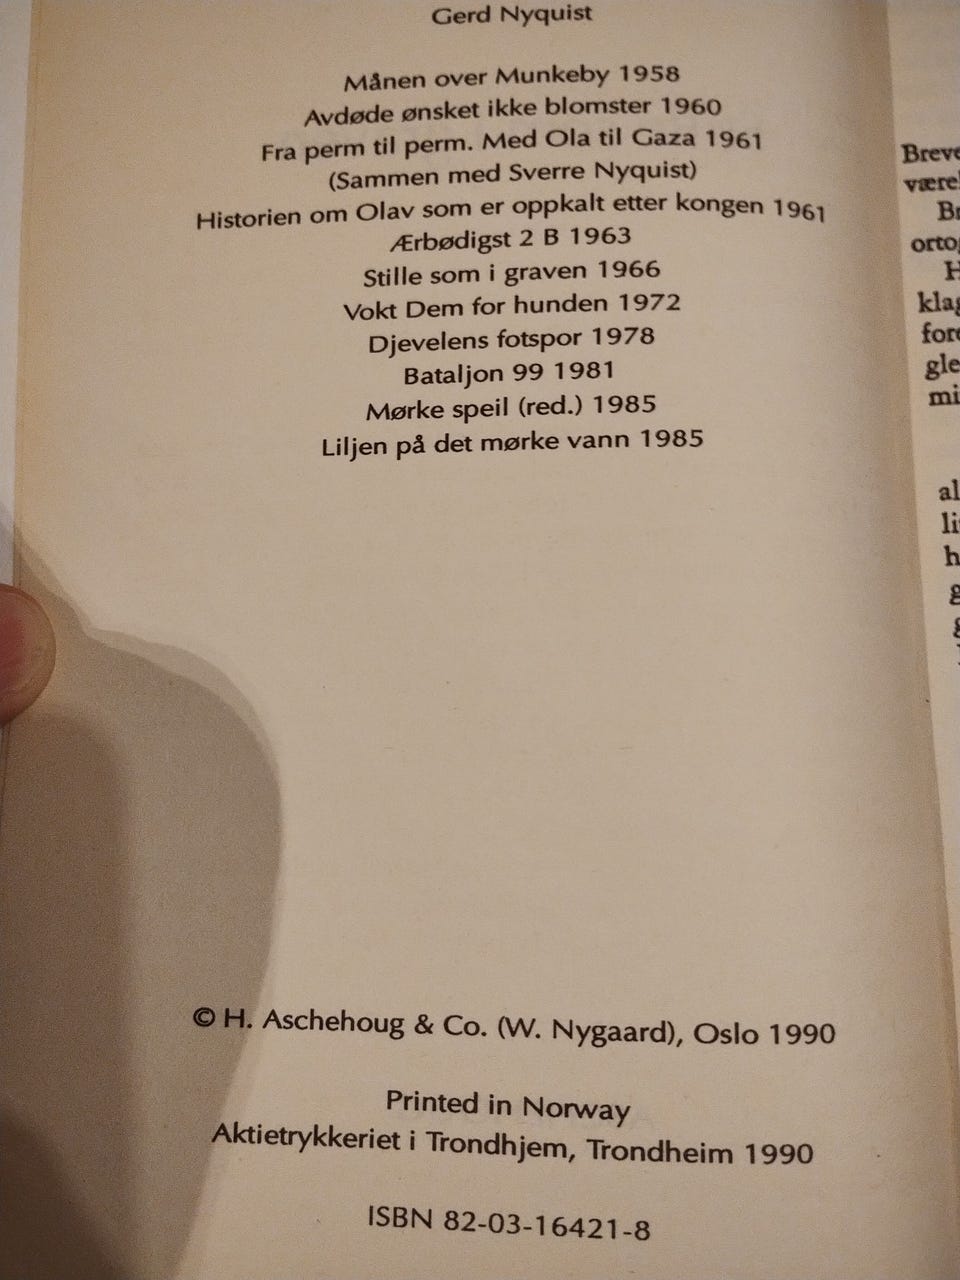 Gerd Nyquist
Månen over Munkeby 1958
Avdøde ønsket ikke blomster 1960
Fra perm til perm. Med Ola til Gaza 1961
(Sammen med Sverre Nyquist)
Historien om Olav som er oppkalt etter kongen 1961
Ærbødigst 2 B 1963
Stille som i graven 1966
Vokt Dem for hunden 1972
Djevelens fotspor 1978
Bataljon 99 1981
Mørke speil (red.) 1985
Liljen på det mørke vann 1985
© H. Aschehoug & Co. (W. Nygaard), Oslo 1990
Printed in Norway
Aktietrykkeriet i Trondhjem, Trondheim 1990
ISBN 82-03-16421-8